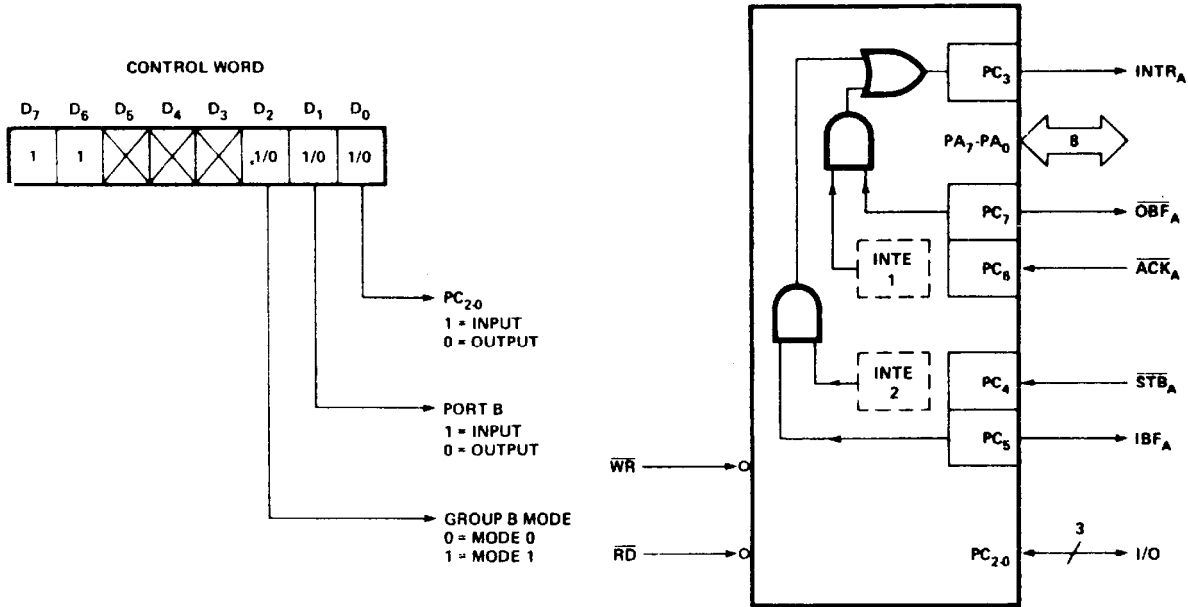 CONTROL WORD
D7 D6 D5 D4 D3 D2 D1 D0
1 1 1/0 1/0 1/0
PC2-0
1 = INPUT
0 = OUTPUT
PORT B
1 = INPUT
0 = OUTPUT
GROUP B MODE
0 = MODE 0
1 = MODE 1
PC3 INTRA
PA7-PA0 8
PC7 OBFA
INTE
1
PC6 ACKA
INTE
2
PC4 STBA
PC5 IBFA
WR
RD
3
PC2-0 I/O